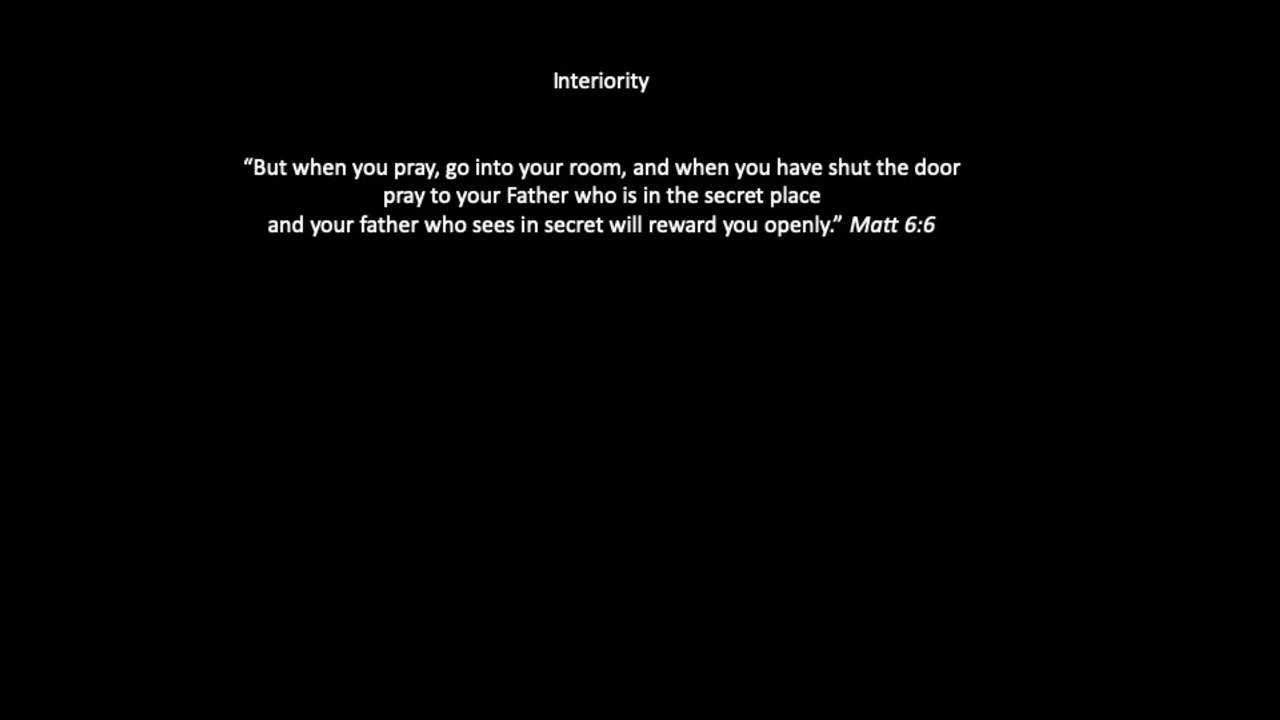 Interiority
“But when you pray, go into your room, and when you have shut the door
pray to your Father who is in the secret place
and your father who sees in secret will reward you openly.” Matt 6:6